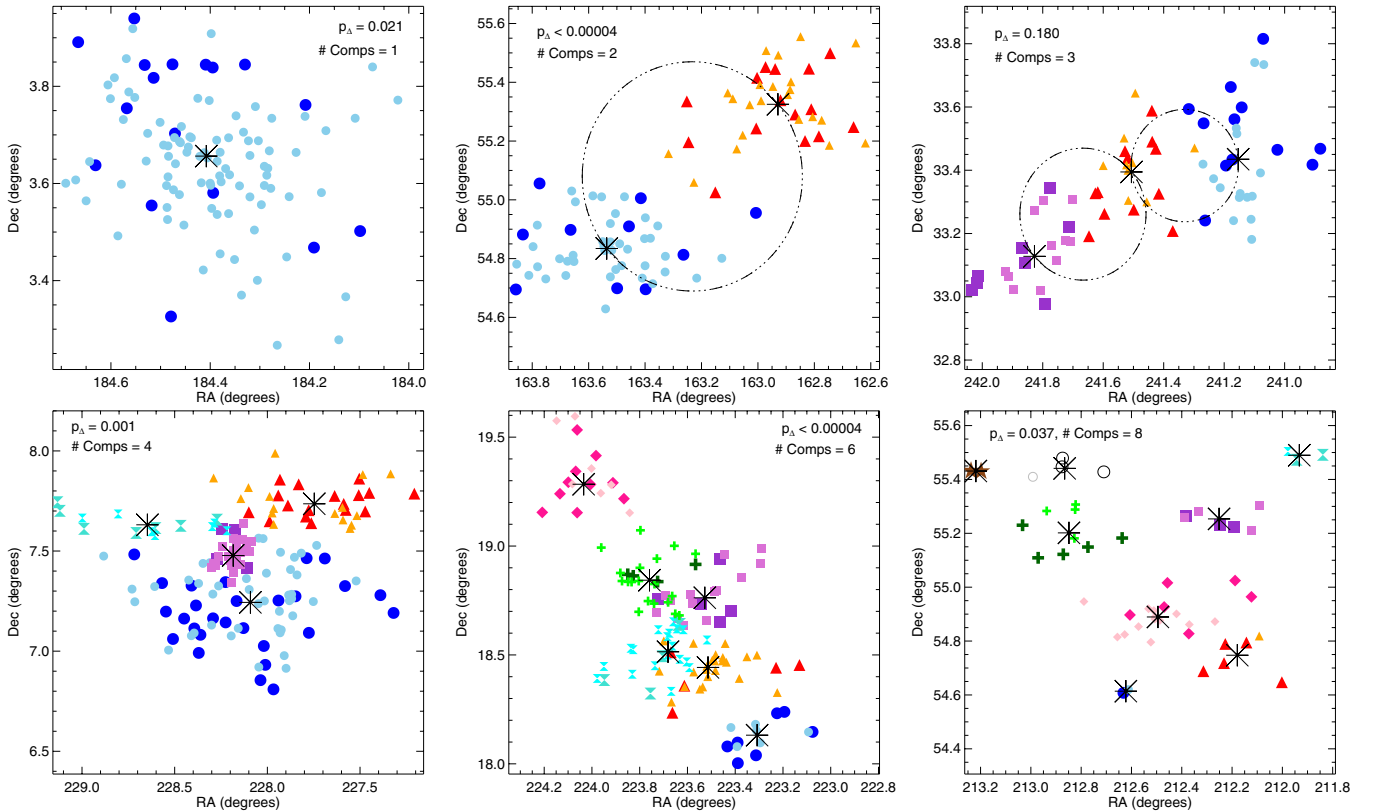 p_Δ = 0.021
# Comps = 1
3.8
3.6
3.4
Dec (degrees)
184.6 184.4 184.2 184.0
RA (degrees)
p_Δ < 0.00004
# Comps = 2
55.6
55.4
55.2
55.0
54.8
54.6
Dec (degrees)
163.8 163.6 163.4 163.2 163.0 162.8 162.6
RA (degrees)
p_Δ = 0.180
# Comps = 3
33.8
33.6
33.4
33.2
33.0
32.8
Dec (degrees)
242.0 241.8 241.6 241.4 241.2 241.0
RA (degrees)
p_Δ = 0.001
# Comps = 4
8.0
7.5
7.0
6.5
Dec (degrees)
229.0 228.5 228.0 227.5
RA (degrees)
p_Δ < 0.00004
# Comps = 6
19.5
19.0
18.5
18.0
Dec (degrees)
224.2 224.0 223.8 223.6 223.4 223.2 223.0 222.8
RA (degrees)
p_Δ = 0.037, # Comps = 8
55.6
55.4
55.2
55.0
54.8
54.6
54.4
Dec (degrees)
213.2 213.0 212.8 212.6 212.4 212.2 212.0 211.8
RA (degrees)